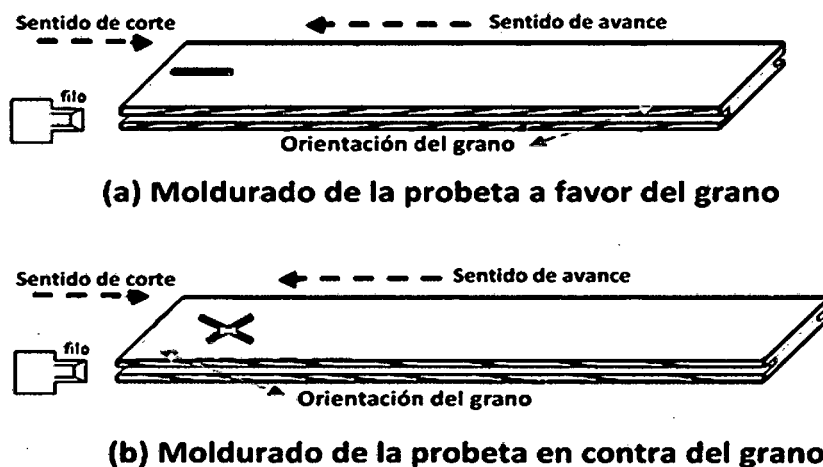 Sentido de corte
Sentido de avance
filo
Orientación del grano
(a) Moldurado de la probeta a favor del grano
Sentido de corte
Sentido de avance
filo
Orientación del grano
(b) Moldurado de la probeta en contra del grano